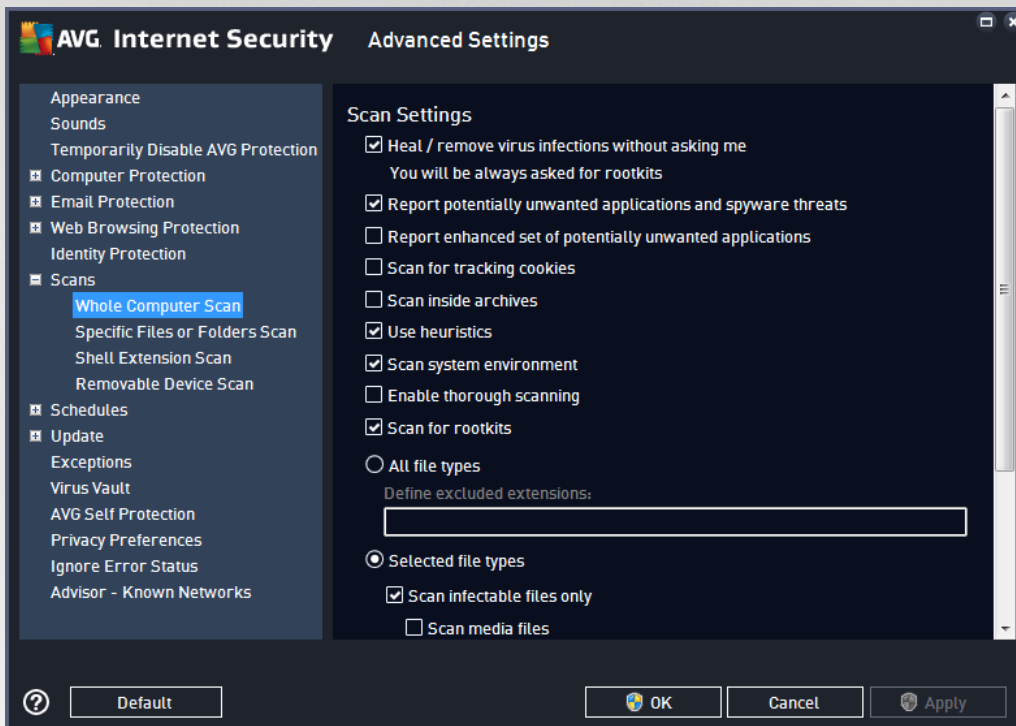 AVG. Internet Security Advanced Settings
Appearance
Sounds
Temporarily Disable AVG Protection
Computer Protection
Email Protection
Web Browsing Protection
Identity Protection
Scans
Whole Computer Scan
Specific Files or Folders Scan
Shell Extension Scan
Removable Device Scan
Schedules
Update
Exceptions
Virus Vault
AVG Self Protection
Privacy Preferences
Ignore Error Status
Advisor - Known Networks
Scan Settings
Heal / remove virus infections without asking me
You will be always asked for rootkits
Report potentially unwanted applications and spyware threats
Report enhanced set of potentially unwanted applications
Scan for tracking cookies
Scan inside archives
Use heuristics
Scan system environment
Enable thorough scanning
Scan for rootkits
All file types
Define excluded extensions:
Selected file types
Scan infectable files only
Scan media files
? Default OK Cancel Apply